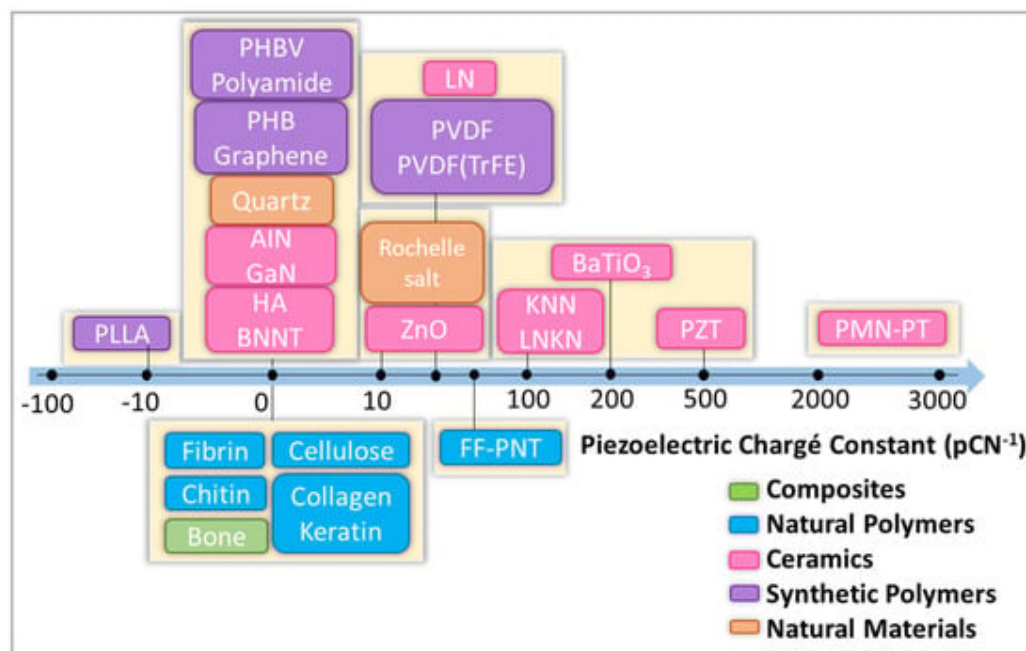 PHBV
Polyamide
PHB
Graphene
Quartz
AlN
GaN
HA
BNNT
LN
PVDF
PVDF(TrFE)
Rochelle
salt
ZnO
BaTiO₃
KNN
LNKN
PZT
PMN-PT
PLLA
-100
-10
0
10
100
200
500
2000
3000
Piezoelectric Chargé Constant (pCN⁻¹)
Fibrin
Cellulose
Chitin
Collagen
Keratin
Bone
FF-PNT
Composites
Natural Polymers
Ceramics
Synthetic Polymers
Natural Materials